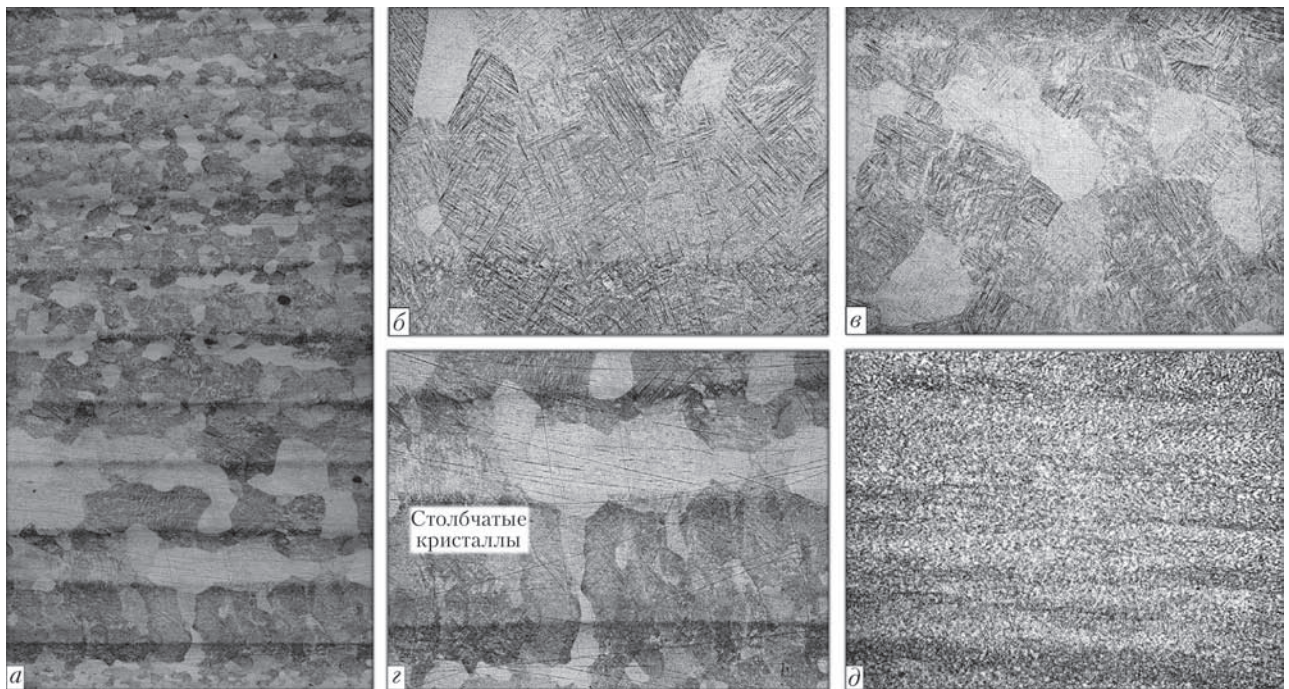 а
б
в
Столбчатые
кристаллы
г
д